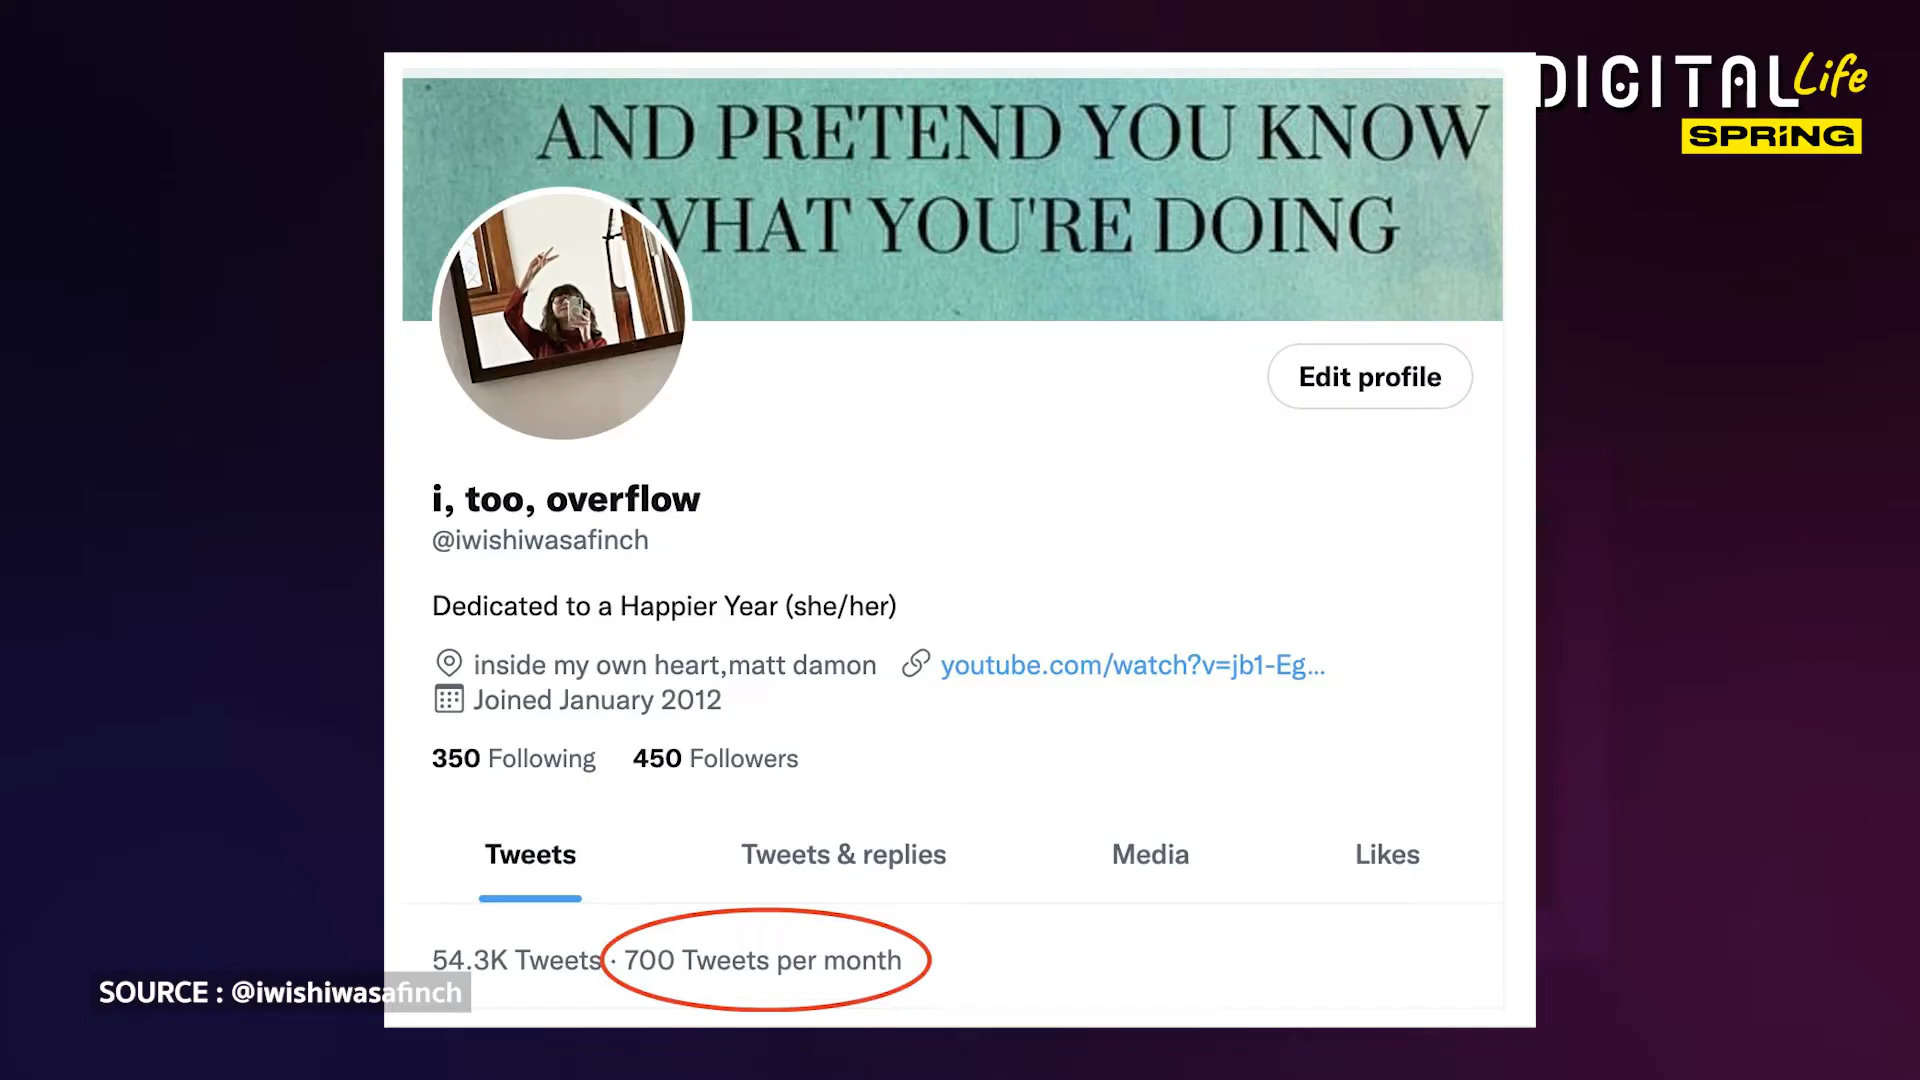 DIGITAL Life
SPRiNG
AND PRETEND YOU KNOW
WHAT YOU'RE DOING
Edit profile
i, too, overflow
@iwishiwasafinch
Dedicated to a Happier Year (she/her)
inside my own heart,matt damon youtube.com/watch?v=jb1-Eg...
Joined January 2012
350 Following 450 Followers
Tweets Tweets & replies Media Likes
54.3K Tweets · 700 Tweets per month
SOURCE : @iwishiwasafinch